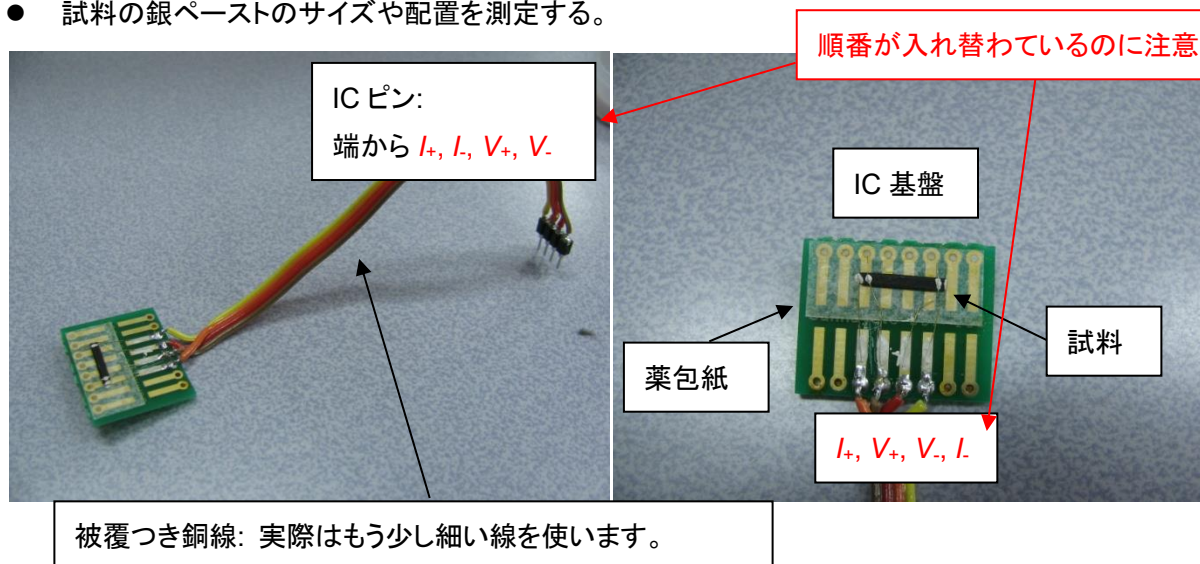 ● 試料の銀ペーストのサイズや配置を測定する。
順番が入れ替わているのに注意
IC ピン:
端から I+, I-, V+, V-
IC 基盤
試料
薬包紙
I+, V+, V-, I-
被覆つき銅線: 実際はもう少し細い線を使います。